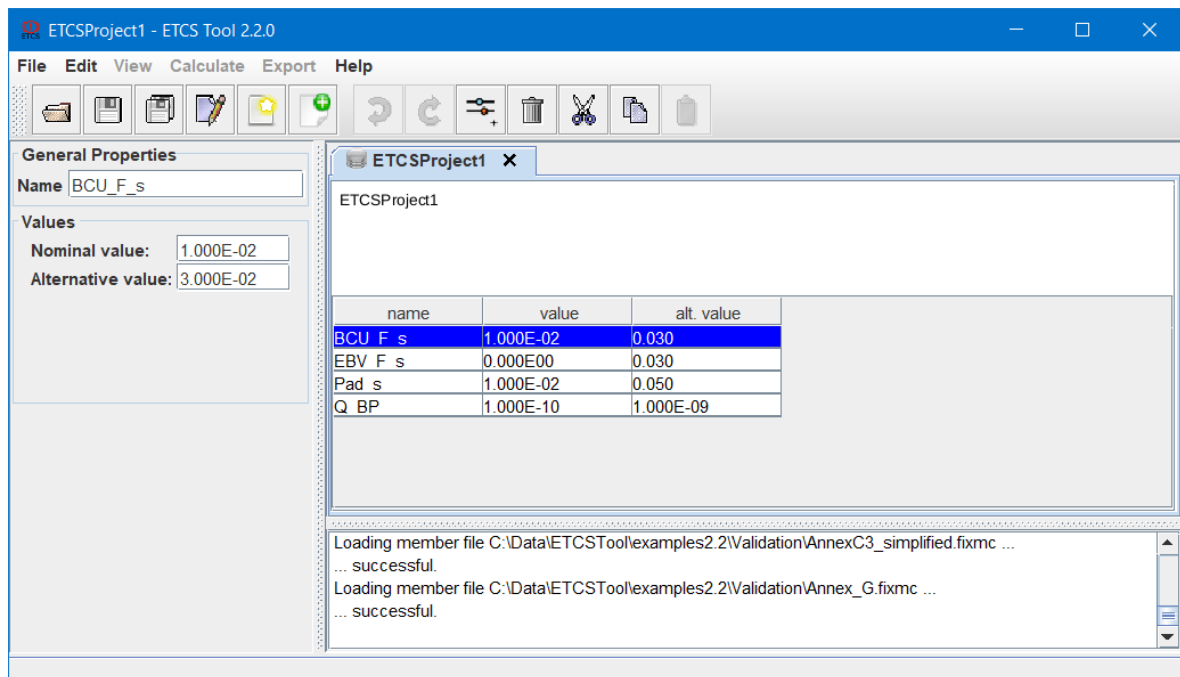 ETCS ETCSProject1 - ETCS Tool 2.2.0
File Edit View Calculate Export Help
General Properties
Name BCU_F_s
Values
Nominal value: 1.000E-02
Alternative value: 3.000E-02
ETCSProject1
ETCSProject1
name value alt. value
BCU_F_s 1.000E-02 0.030
EBV_F_s 0.000E00 0.030
Pad_s 1.000E-02 0.050
Q_BP 1.000E-10 1.000E-09
Loading member file C:\Data\ETCSTool\examples2.2\Validation\AnnexC3_simplified.fixmc ...
... successful.
Loading member file C:\Data\ETCSTool\examples2.2\Validation\Annex_G.fixmc ...
... successful.